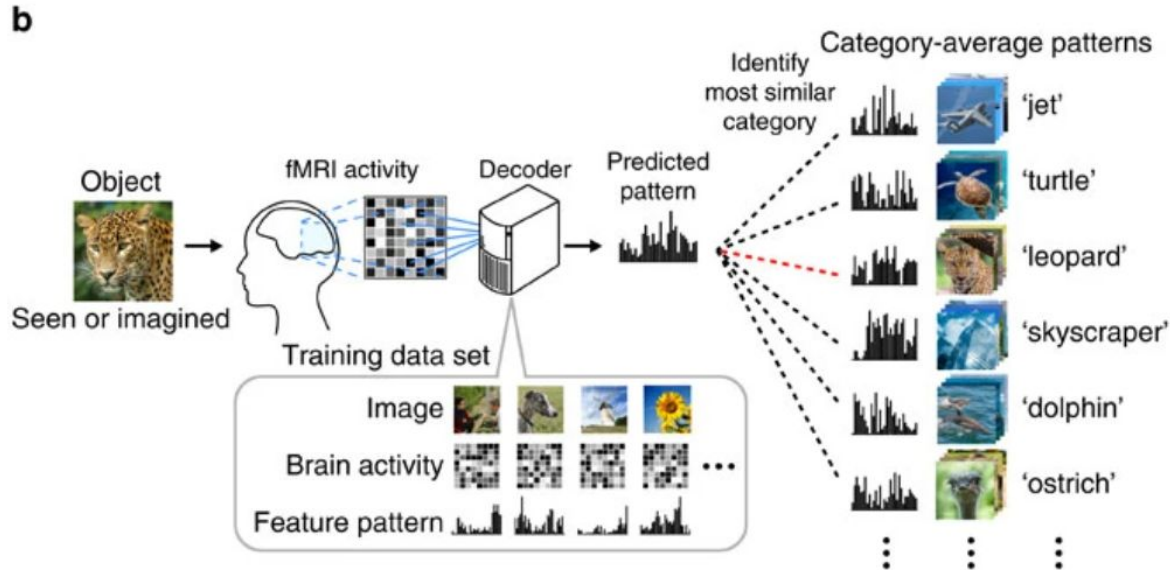 b
Object
Seen or imagined
fMRI activity
Decoder
Predicted
pattern
Identify
most similar
category
Category-average patterns
'jet'
'turtle'
'leopard'
'skyscraper'
'dolphin'
'ostrich'
Training data set
Image
Brain activity
Feature pattern